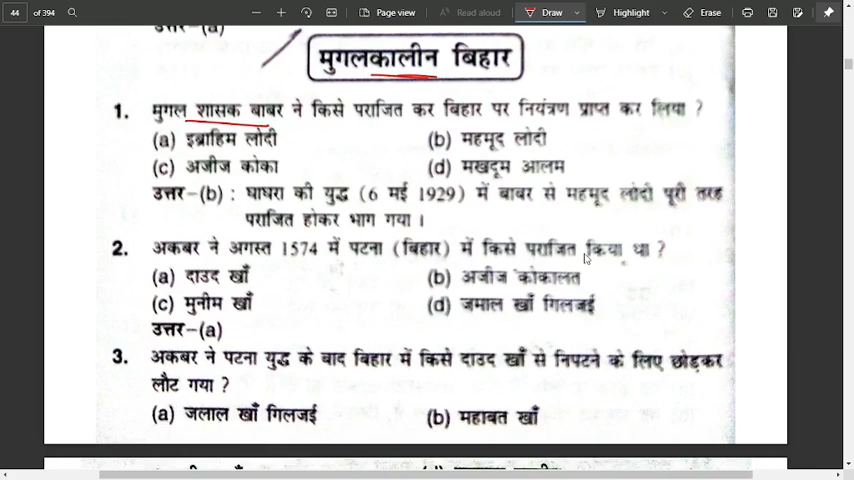 44 of 394
Page view
Read aloud
Draw
Highlight
Erase
उत्तर-(a)
मुगलकालीन बिहार
1. मुगल शासक बाबर ने किसे पराजित कर बिहार पर नियंत्रण प्राप्त कर लिया ?
(a) इब्राहिम लोदी (b) महमूद लोदी
(c) अजीज कोका (d) मखदूम आलम
उत्तर-(b) : घाघरा की युद्ध (6 मई 1929) में बाबर से महमूद लोदी पूरी तरह
पराजित होकर भाग गया ।
2. अकबर ने अगस्त 1574 में पटना (बिहार) में किसे पराजित किया था ?
(a) दाउद खाँ (b) अजीज कोकालत
(c) मुनीम खाँ (d) जमाल खाँ गिलजई
उत्तर-(a)
3. अकबर ने पटना युद्ध के बाद बिहार में किसे दाउद खाँ से निपटने के लिए छोड़कर
लौट गया ?
(a) जलाल खाँ गिलजई (b) महाबत खाँ